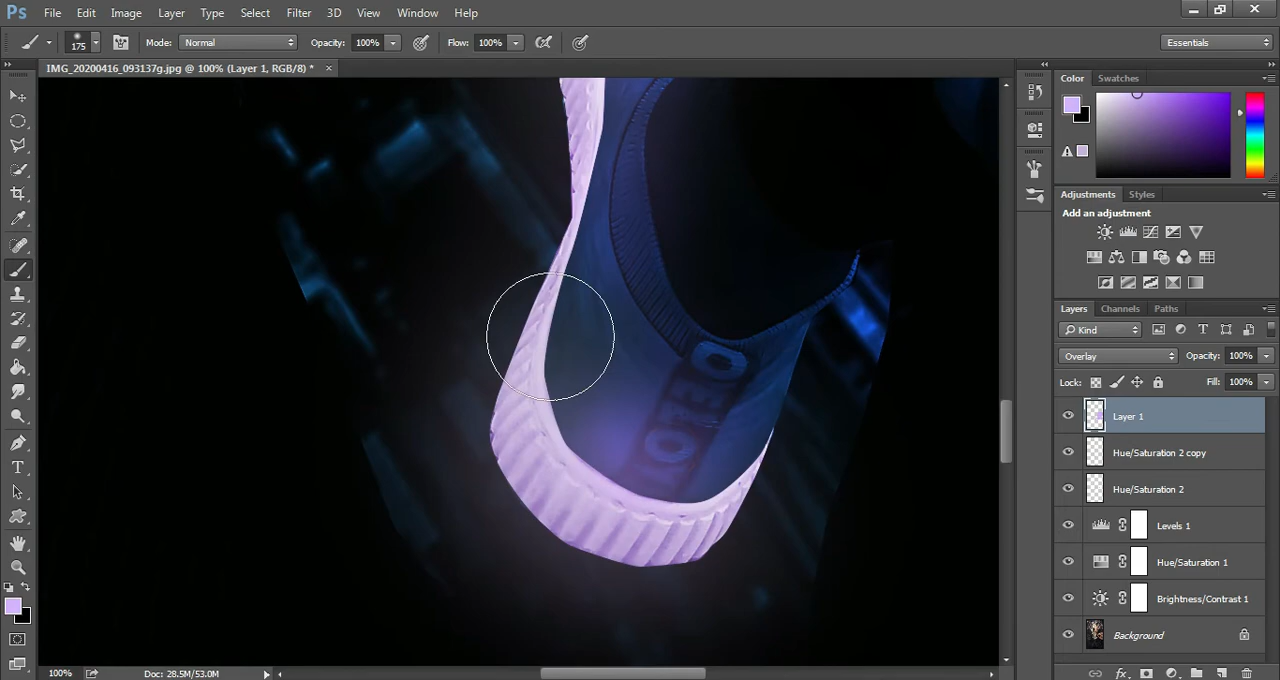 Ps File Edit Image Layer Type Select Filter 3D View Window Help
175 Mode: Normal Opacity: 100% Flow: 100% Essentials
IMG_20200416_093137g.jpg @ 100% (Layer 1, RGB/8) *
Color Swatches
Adjustments Styles
Add an adjustment
Layers Channels Paths
Kind
Overlay Opacity: 100%
Lock: Fill: 100%
Layer 1
Hue/Saturation 2 copy
Hue/Saturation 2
Levels 1
Hue/Saturation 1
Brightness/Contrast 1
Background
100% Doc: 28.5M/53.0M